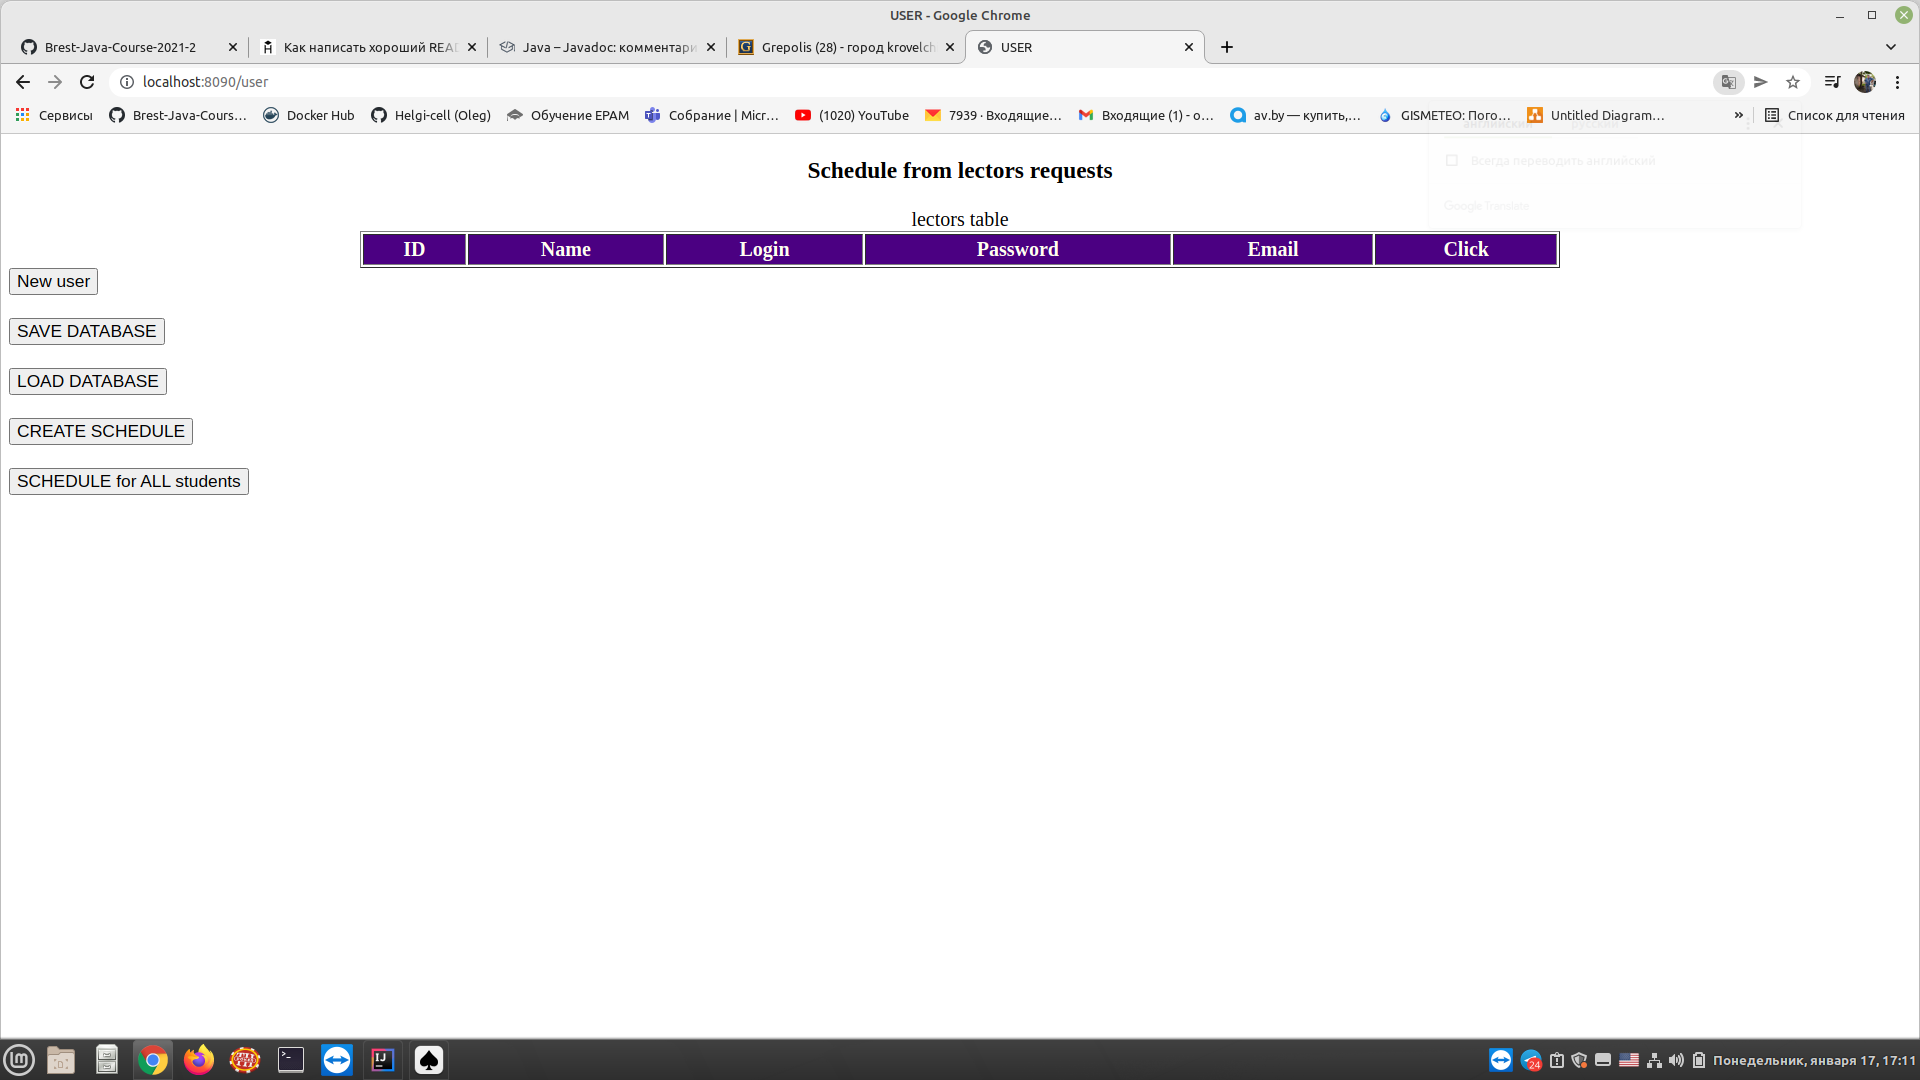 USER - Google Chrome
Brest-Java-Course-2021-2
Как написать хороший REA
Java – Javadoc: комментари
Grepolis (28) - город krovelch
USER
localhost:8090/user
Сервисы
Brest-Java-Cours…
Docker Hub
Helgi-cell (Oleg)
Обучение EPAM
Собрание | Micr…
(1020) YouTube
7939 · Входящие…
Входящие (1) - o…
av.by — купить,…
GISMETEO: Пого…
Untitled Diagram…
»
Список для чтения
Всегда переводить английский
Google Translate
Schedule from lectors requests
lectors table
ID Name Login Password Email Click
New user
SAVE DATABASE
LOAD DATABASE
CREATE SCHEDULE
SCHEDULE for ALL students
24
Понедельник, января 17, 17:11